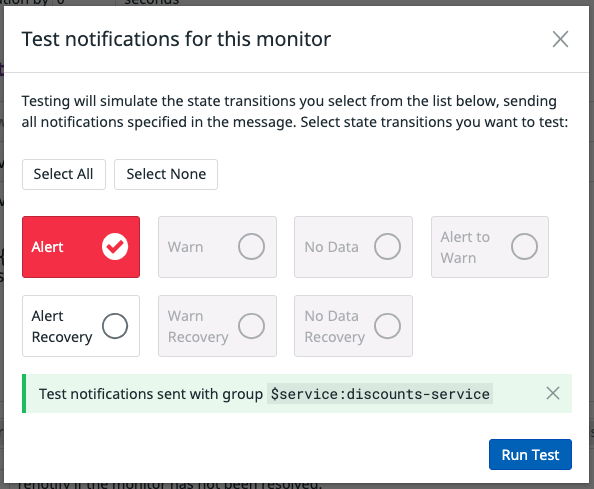 seconds
Test notifications for this monitor
Testing will simulate the state transitions you select from the list below, sending
all notifications specified in the message. Select state transitions you want to test:
Select All Select None
Alert Warn No Data Alert to
Warn
Alert
Recovery Warn
Recovery No Data
Recovery
Test notifications sent with group $service:discounts-service
Run Test
renotify if the monitor has not been resolved.